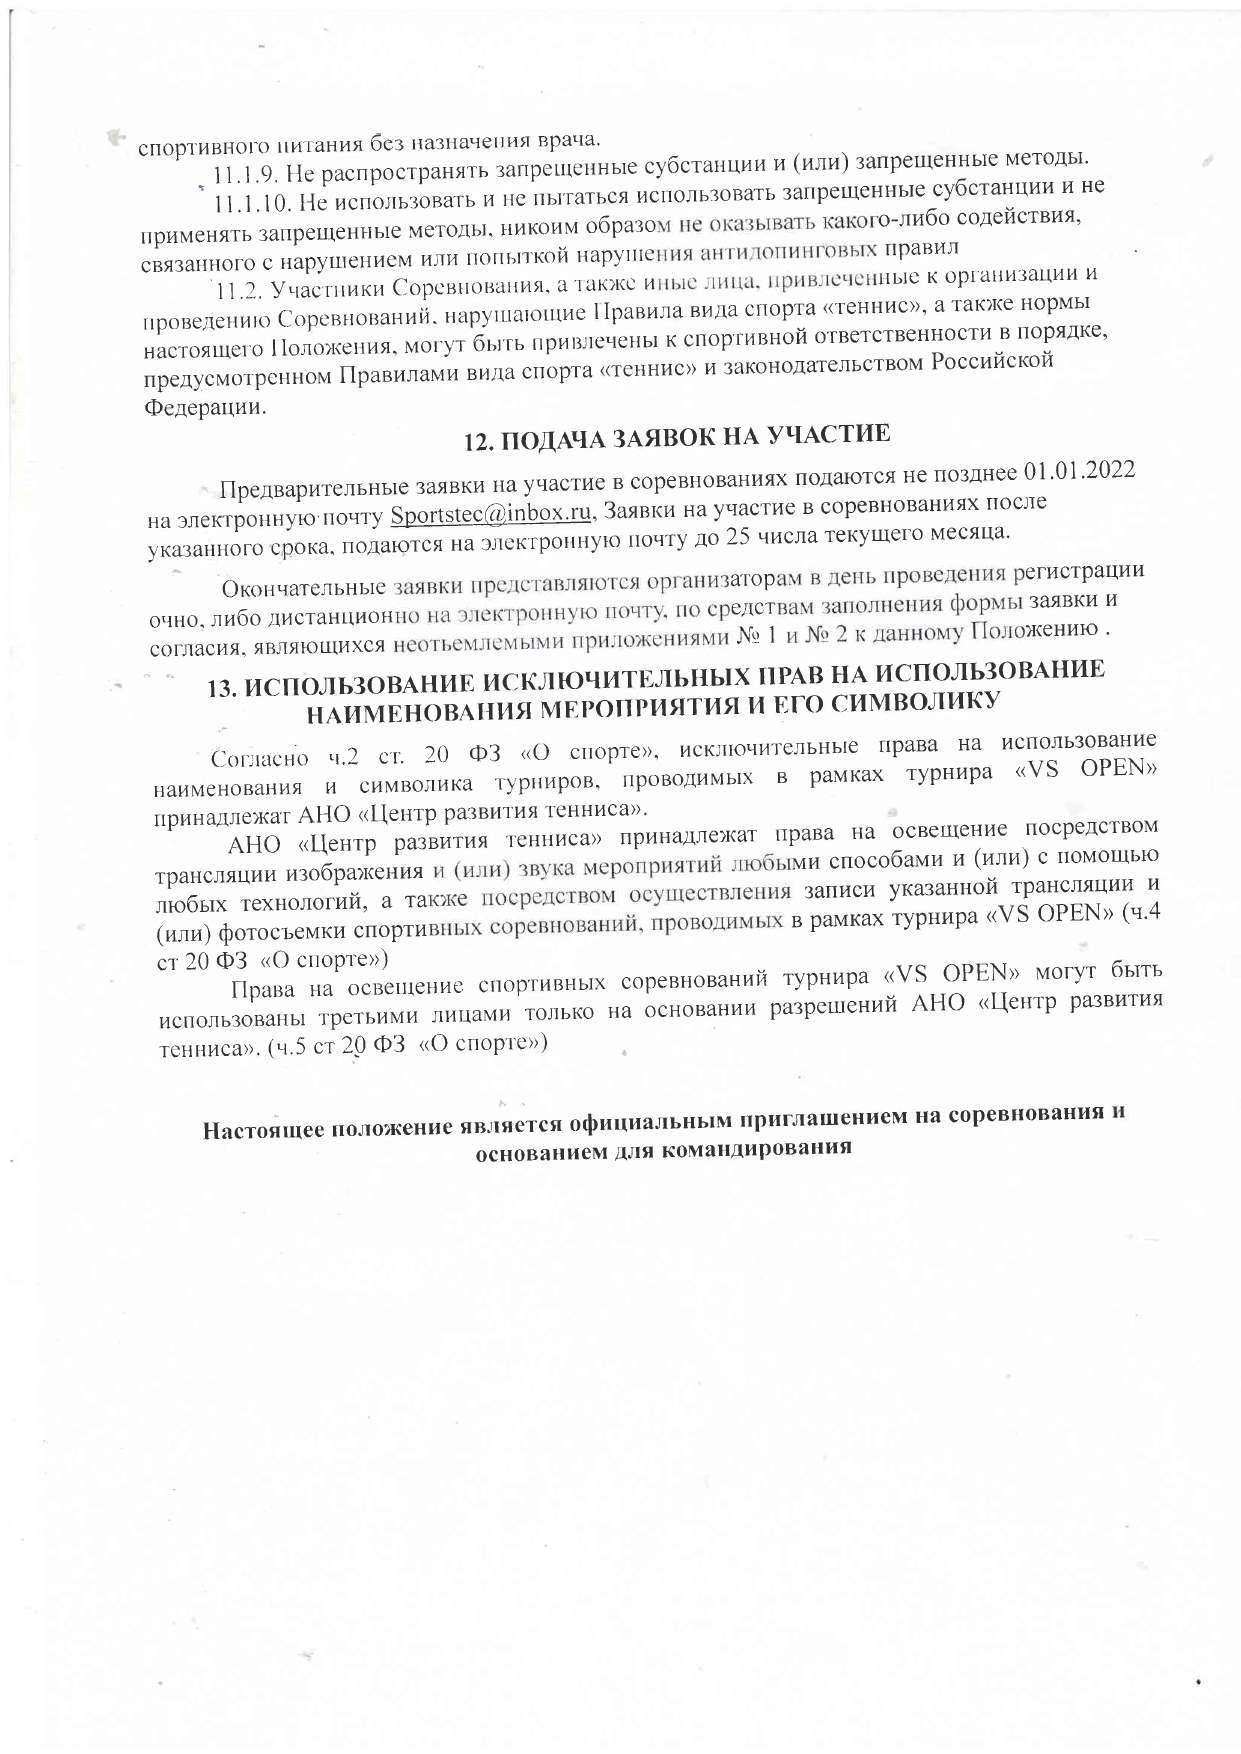 спортивного питания без назначения врача.
11.1.9. Не распространять запрещенные субстанции и (или) запрещенные методы.
11.1.10. Не использовать и не пытаться использовать запрещенные субстанции и не
применять запрещенные методы, никоим образом не оказывать какого-либо содействия,
связанного с нарушением или попыткой нарушения антидопинговых правил
11.2. Участники Соревнования, а также иные лица, привлеченные к организации и
проведению Соревнований, нарушающие Правила вида спорта «теннис», а также нормы
настоящего Положения, могут быть привлечены к спортивной ответственности в порядке,
предусмотренном Правилами вида спорта «теннис» и законодательством Российской
Федерации.
12. ПОДАЧА ЗАЯВОК НА УЧАСТИЕ
Предварительные заявки на участие в соревнованиях подаются не позднее 01.01.2022
на электронную почту Sportstec@inbox.ru, Заявки на участие в соревнованиях после
указанного срока, подаются на электронную почту до 25 числа текущего месяца.
Окончательные заявки представляются организаторам в день проведения регистрации
очно, либо дистанционно на электронную почту, по средствам заполнения формы заявки и
согласия, являющихся неотъемлемыми приложениями № 1 и № 2 к данному Положению .
13. ИСПОЛЬЗОВАНИЕ ИСКЛЮЧИТЕЛЬНЫХ ПРАВ НА ИСПОЛЬЗОВАНИЕ
НАИМЕНОВАНИЯ МЕРОПРИЯТИЯ И ЕГО СИМВОЛИКУ
Согласно ч.2 ст. 20 ФЗ «О спорте», исключительные права на использование
наименования и символика турниров, проводимых в рамках турнира «VS OPEN»
принадлежат АНО «Центр развития тенниса».
АНО «Центр развития тенниса» принадлежат права на освещение посредством
трансляции изображения и (или) звука мероприятий любыми способами и (или) с помощью
любых технологий, а также посредством осуществления записи указанной трансляции и
(или) фотосъемки спортивных соревнований, проводимых в рамках турнира «VS OPEN» (ч.4
ст 20 ФЗ «О спорте»)
Права на освещение спортивных соревнований турнира «VS OPEN» могут быть
использованы третьими лицами только на основании разрешений АНО «Центр развития
тенниса». (ч.5 ст 20 ФЗ «О спорте»)
Настоящее положение является официальным приглашением на соревнования и
основанием для командирования